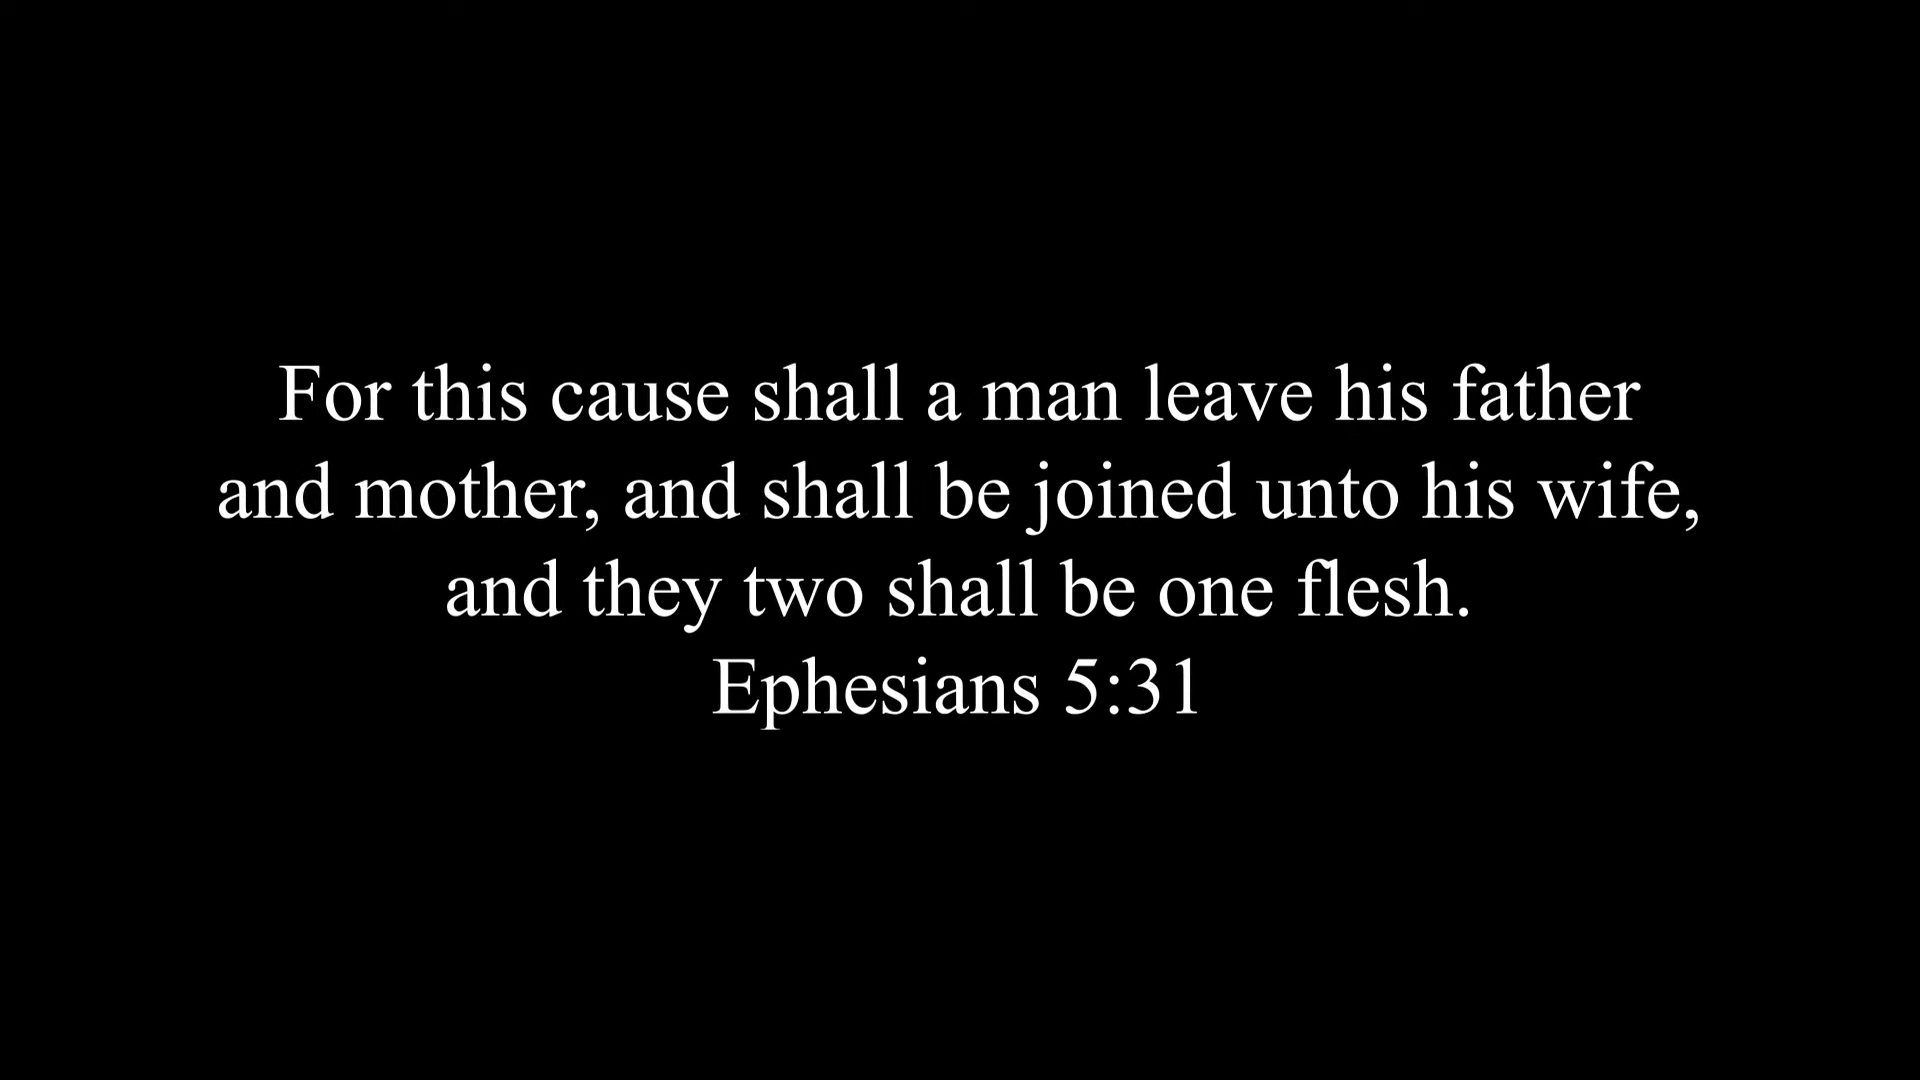 For this cause shall a man leave his father
and mother, and shall be joined unto his wife,
and they two shall be one flesh.
Ephesians 5:31